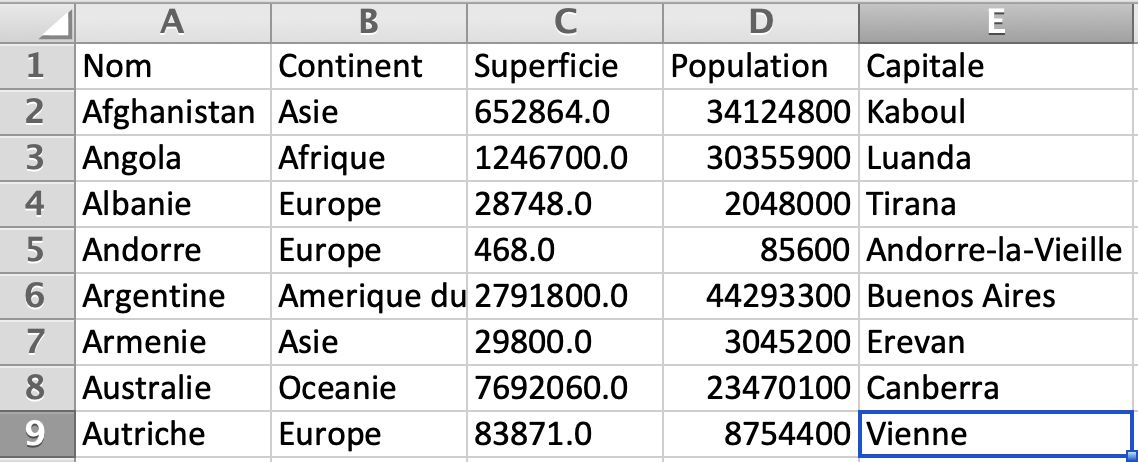 A B C D E
1 Nom Continent Superficie Population Capitale
2 Afghanistan Asie 652864.0 34124800 Kaboul
3 Angola Afrique 1246700.0 30355900 Luanda
4 Albanie Europe 28748.0 2048000 Tirana
5 Andorre Europe 468.0 85600 Andorre-la-Vieille
6 Argentine Amerique du 2791800.0 44293300 Buenos Aires
7 Armenie Asie 29800.0 3045200 Erevan
8 Australie Oceanie 7692060.0 23470100 Canberra
9 Autriche Europe 83871.0 8754400 Vienne